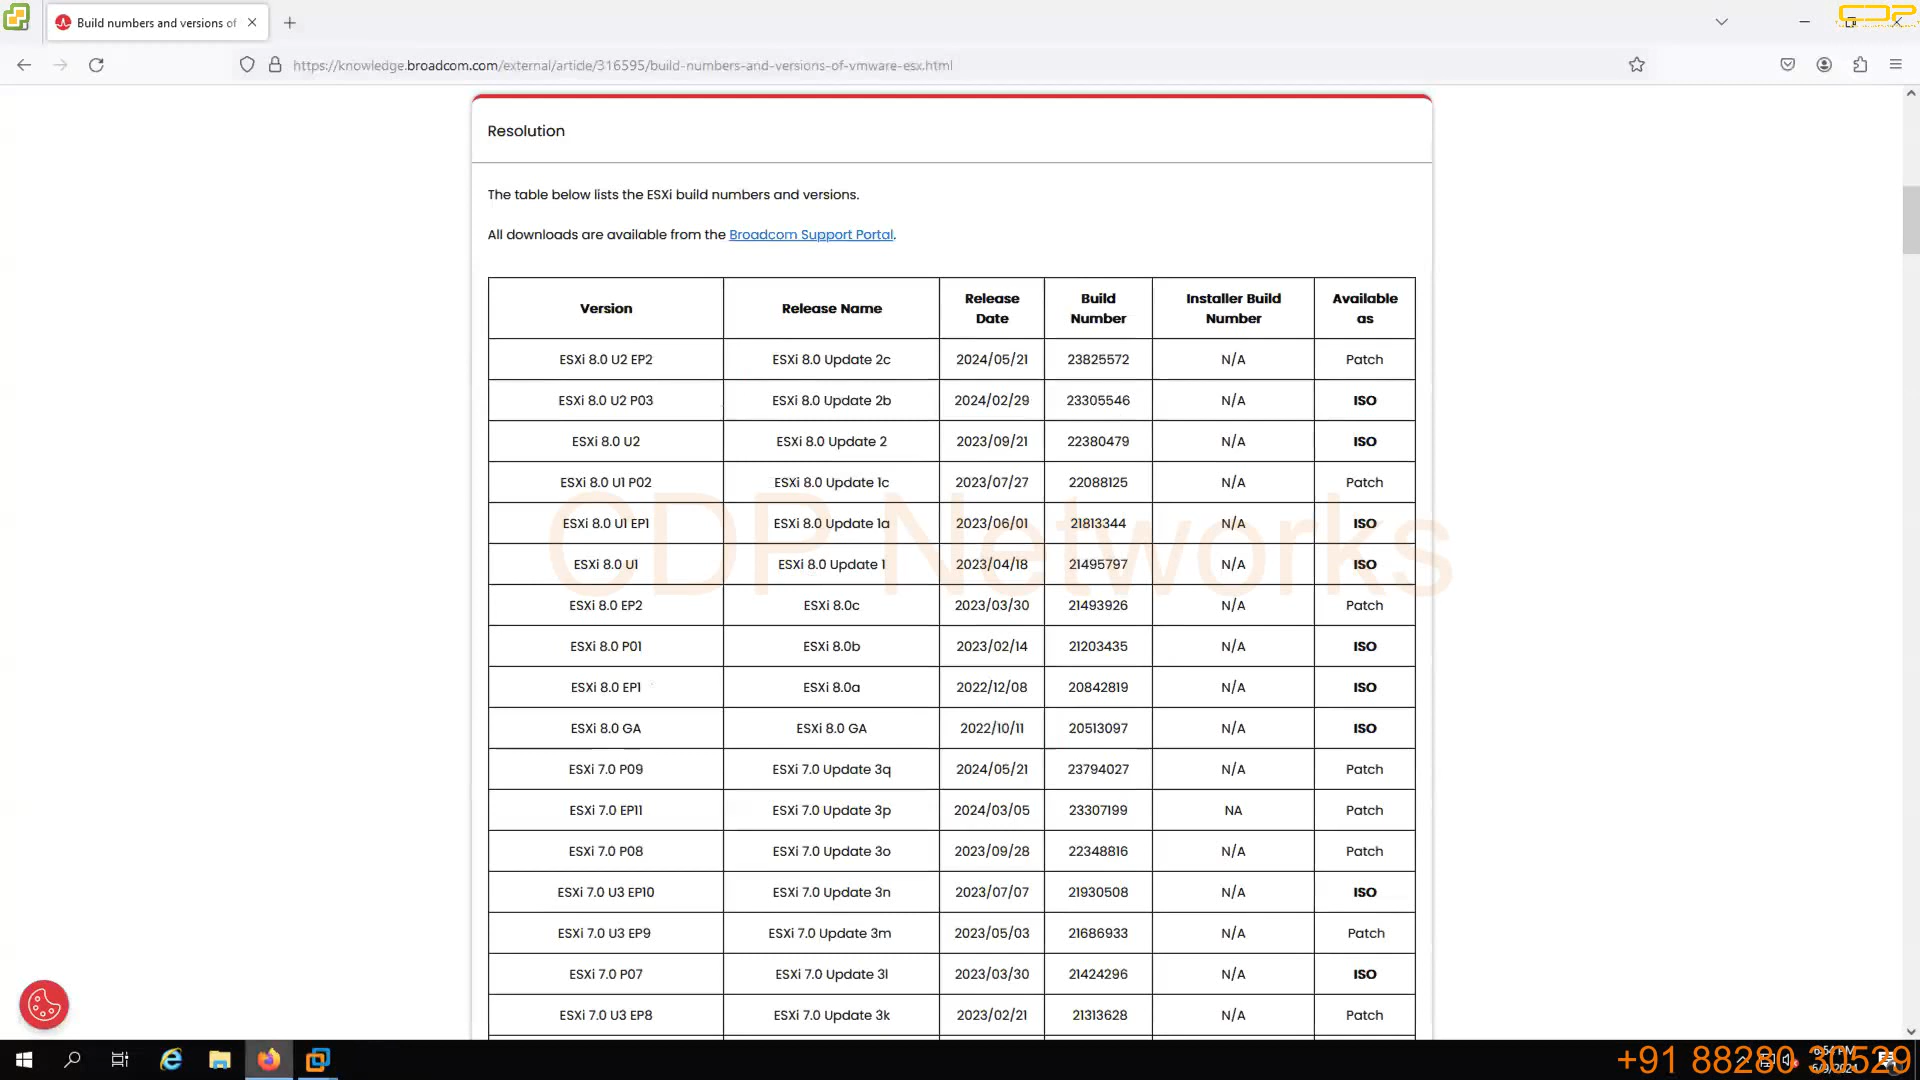 Build numbers and versions of
CDP
https://knowledge.broadcom.com/external/article/316595/build-numbers-and-versions-of-vmware-esx.html
Resolution
The table below lists the ESXi build numbers and versions.
All downloads are available from the Broadcom Support Portal.
Version Release Name Release Date Build Number Installer Build Number Available as
ESXi 8.0 U2 EP2 ESXi 8.0 Update 2c 2024/05/21 23825572 N/A Patch
ESXi 8.0 U2 P03 ESXi 8.0 Update 2b 2024/02/29 23305546 N/A ISO
ESXi 8.0 U2 ESXi 8.0 Update 2 2023/09/21 22380479 N/A ISO
ESXi 8.0 U1 P02 ESXi 8.0 Update 1c 2023/07/27 22088125 N/A Patch
ESXi 8.0 U1 EP1 ESXi 8.0 Update 1a 2023/06/01 21813344 N/A ISO
CDP Networks
ESXi 8.0 U1 ESXi 8.0 Update 1 2023/04/18 21495797 N/A ISO
ESXi 8.0 EP2 ESXi 8.0c 2023/03/30 21493926 N/A Patch
ESXi 8.0 P01 ESXi 8.0b 2023/02/14 21203435 N/A ISO
ESXi 8.0 EP1 ESXi 8.0a 2022/12/08 20842819 N/A ISO
ESXi 8.0 GA ESXi 8.0 GA 2022/10/11 20513097 N/A ISO
ESXi 7.0 P09 ESXi 7.0 Update 3q 2024/05/21 23794027 N/A Patch
ESXi 7.0 EP11 ESXi 7.0 Update 3p 2024/03/05 23307199 NA Patch
ESXi 7.0 P08 ESXi 7.0 Update 3o 2023/09/28 22348816 N/A Patch
ESXi 7.0 U3 EP10 ESXi 7.0 Update 3n 2023/07/07 21930508 N/A ISO
ESXi 7.0 U3 EP9 ESXi 7.0 Update 3m 2023/05/03 21686933 N/A Patch
ESXi 7.0 P07 ESXi 7.0 Update 3l 2023/03/30 21424296 N/A ISO
ESXi 7.0 U3 EP8 ESXi 7.0 Update 3k 2023/02/21 21313628 N/A Patch
+91 88280 30529